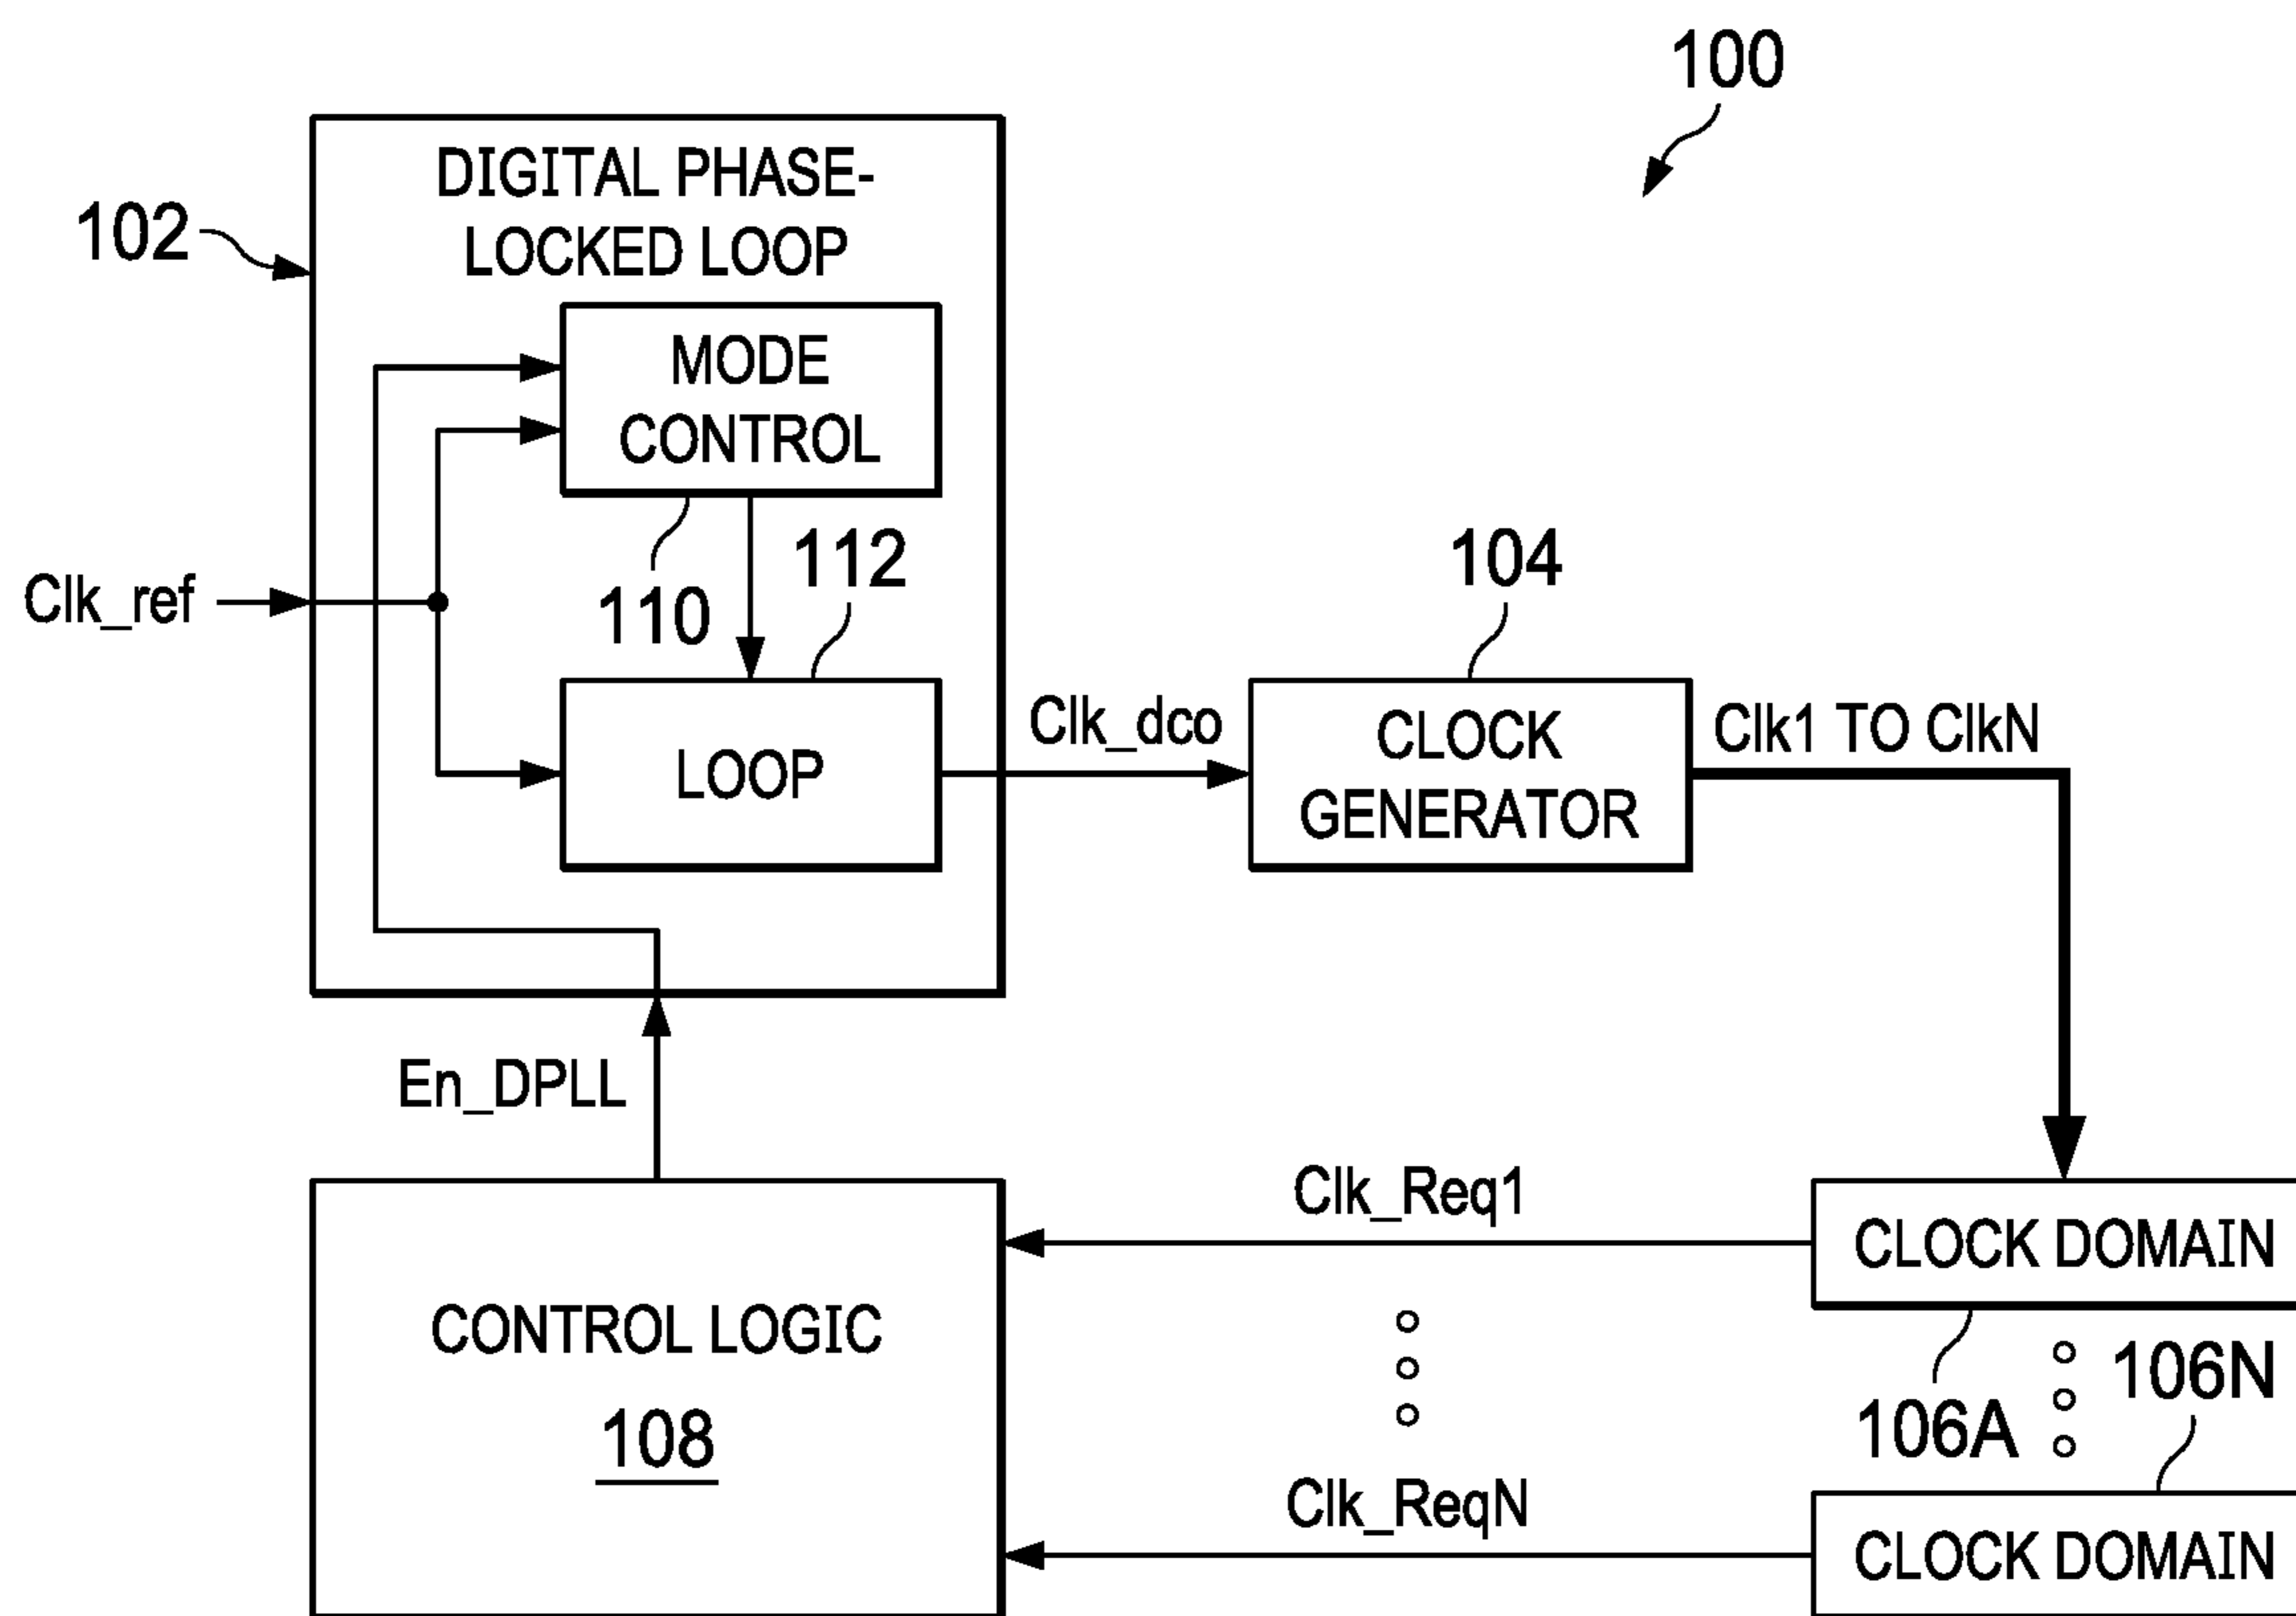 100
DIGITAL PHASE-
LOCKED LOOP
102
MODE
CONTROL
110
112
Clk_ref
104
LOOP
Clk_dco
CLOCK
GENERATOR
Clk1 TO ClkN
En_DPLL
Clk_Req1
CLOCK DOMAIN
CONTROL LOGIC
108
106A
106N
Clk_ReqN
CLOCK DOMAIN